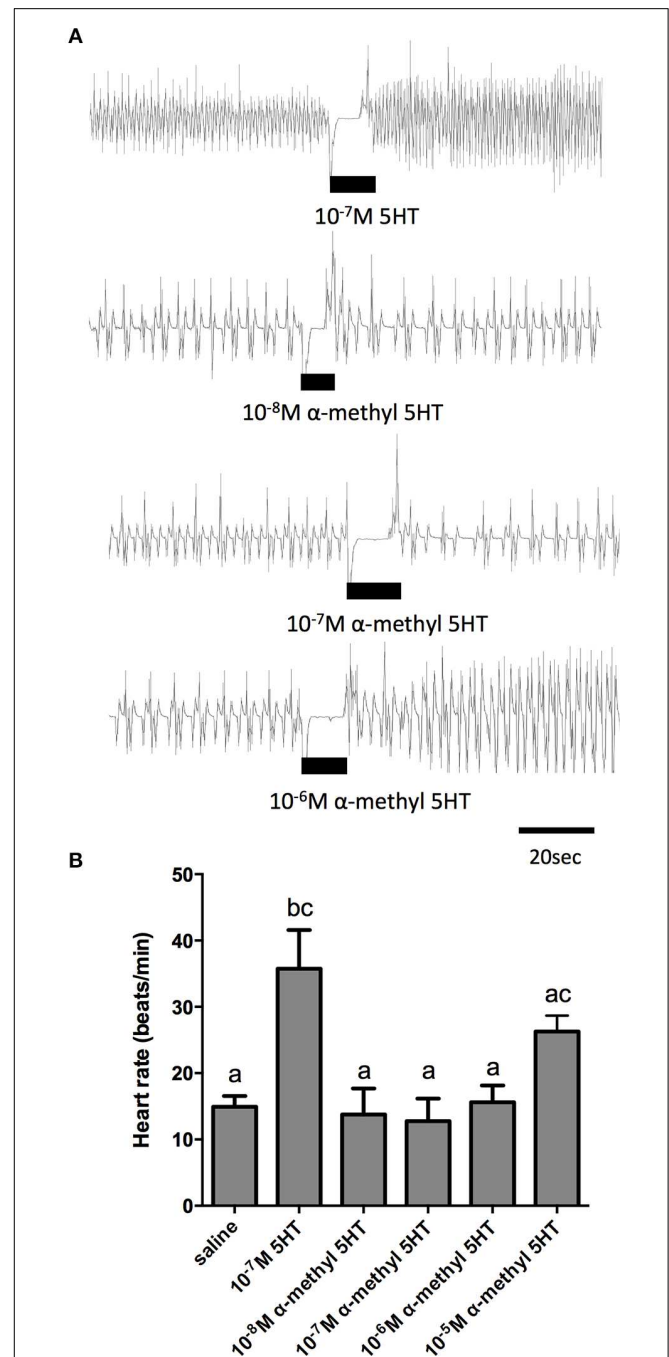 A
10⁻⁷M 5HT
10⁻⁸M α-methyl 5HT
10⁻⁷M α-methyl 5HT
10⁻⁶M α-methyl 5HT
20sec
B
Heart rate (beats/min)
50
40
30
20
10
0
a
bc
a
a
a
ac
saline
10⁻⁷M 5HT
10⁻⁸M α-methyl 5HT
10⁻⁷M α-methyl 5HT
10⁻⁶M α-methyl 5HT
10⁻⁵M α-methyl 5HT